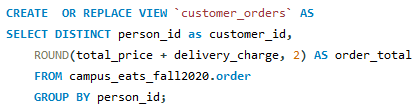 CREATE  OR REPLACE VIEW `customer_orders` AS
SELECT DISTINCT person_id as customer_id,
ROUND(total_price + delivery_charge, 2) AS order_total
FROM campus_eats_fall2020.order
GROUP BY person_id;